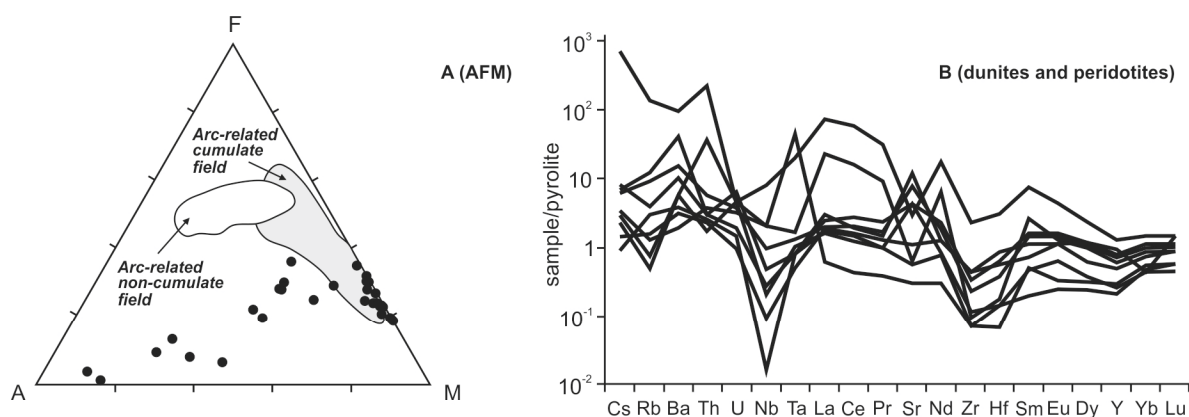 F
A (AFM)
Arc-related
cumulate
field
Arc-related
non-cumulate
field
A
M
B (dunites and peridotites)
sample/pyrolite
10³
10²
10
1
10⁻¹
10⁻²
Cs Rb Ba Th U Nb Ta La Ce Pr Sr Nd Zr Hf Sm Eu Dy Y Yb Lu